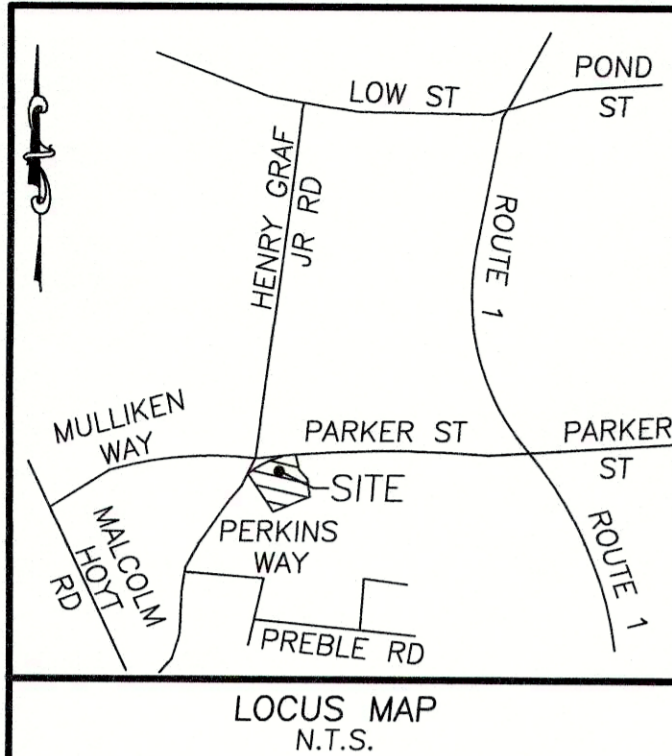 LOW ST
POND
ST
HENRY GRAF
JR RD
ROUTE 1
MULLIKEN
WAY
PARKER ST
PARKER
ST
SITE
PERKINS
WAY
MALCOLM
HOYT
RD
ROUTE 1
PREBLE RD
LOCUS MAP
N.T.S.